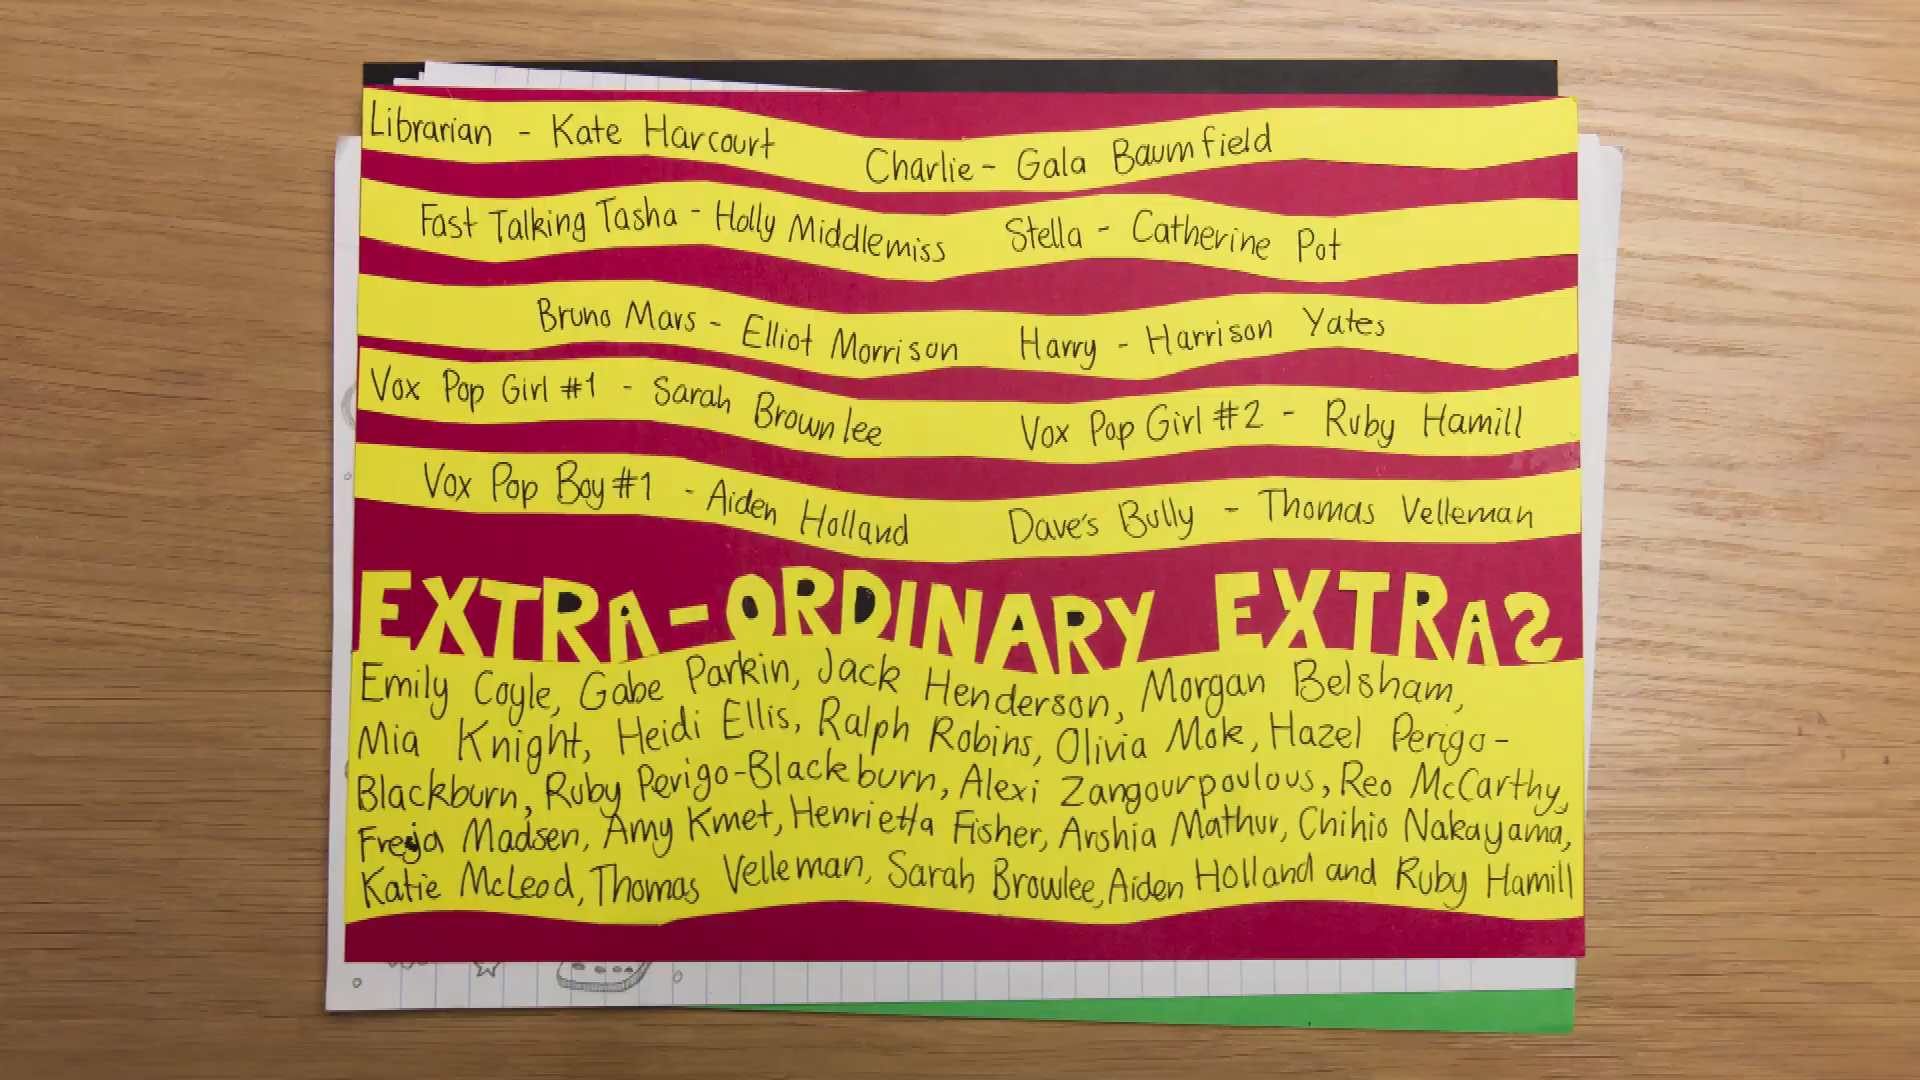 Librarian - Kate Harcourt Charlie - Gala Baumfield
Fast Talking Tasha - Holly Middlemiss Stella - Catherine Pot
Bruno Mars - Elliot Morrison Harry - Harrison Yates
Vox Pop Girl #1 - Sarah Brownlee Vox Pop Girl #2 - Ruby Hamill
Vox Pop Boy #1 - Aiden Holland Dave's Bully - Thomas Velleman
EXTRA-ORDINARY EXTRAS
Emily Coyle, Gabe Parkin, Jack Henderson, Morgan Belsham,
Mia Knight, Heidi Ellis, Ralph Robins, Olivia Mok, Hazel Perigo-
Blackburn, Ruby Perigo-Blackburn, Alexi Zangourpoulous, Reo McCarthy,
Freja Madsen, Amy Kmet, Henrietta Fisher, Arshia Mathur, Chihio Nakayama,
Katie McLeod, Thomas Velleman, Sarah Browlee, Aiden Holland and Ruby Hamill